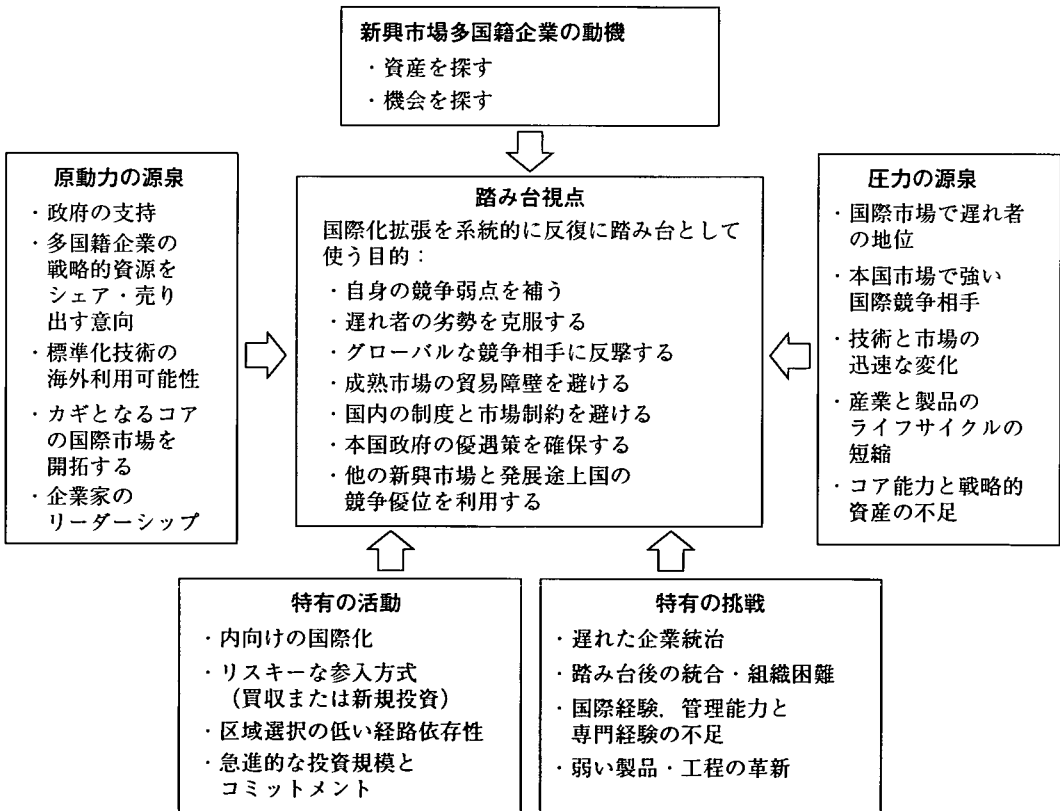 新興市場多国籍企業の動機
・資産を探す
・機会を探す
原動力の源泉
・政府の支持
・多国籍企業の
戦略的資源を
シェア・売り
出す意向
・標準化技術の
海外利用可能性
・カギとなるコア
の国際市場を
開拓する
・企業家の
リーダーシップ
踏み台視点
国際化拡張を系統的に反復に踏み台として
使う目的：
・自身の競争弱点を補う
・遅れ者の劣勢を克服する
・グローバルな競争相手に反撃する
・成熟市場の貿易障壁を避ける
・国内の制度と市場制約を避ける
・本国政府の優遇策を確保する
・他の新興市場と発展途上国の
競争優位を利用する
圧力の源泉
・国際市場で遅れ者
の地位
・本国市場で強い
国際競争相手
・技術と市場の
迅速な変化
・産業と製品の
ライフサイクルの
短縮
・コア能力と戦略的
資産の不足
特有の活動
・内向けの国際化
・リスキーな参入方式
（買収または新規投資）
・区域選択の低い経路依存性
・急進的な投資規模と
コミットメント
特有の挑戦
・遅れた企業統治
・踏み台後の統合・組織困難
・国際経験，管理能力と
専門経験の不足
・弱い製品・工程の革新